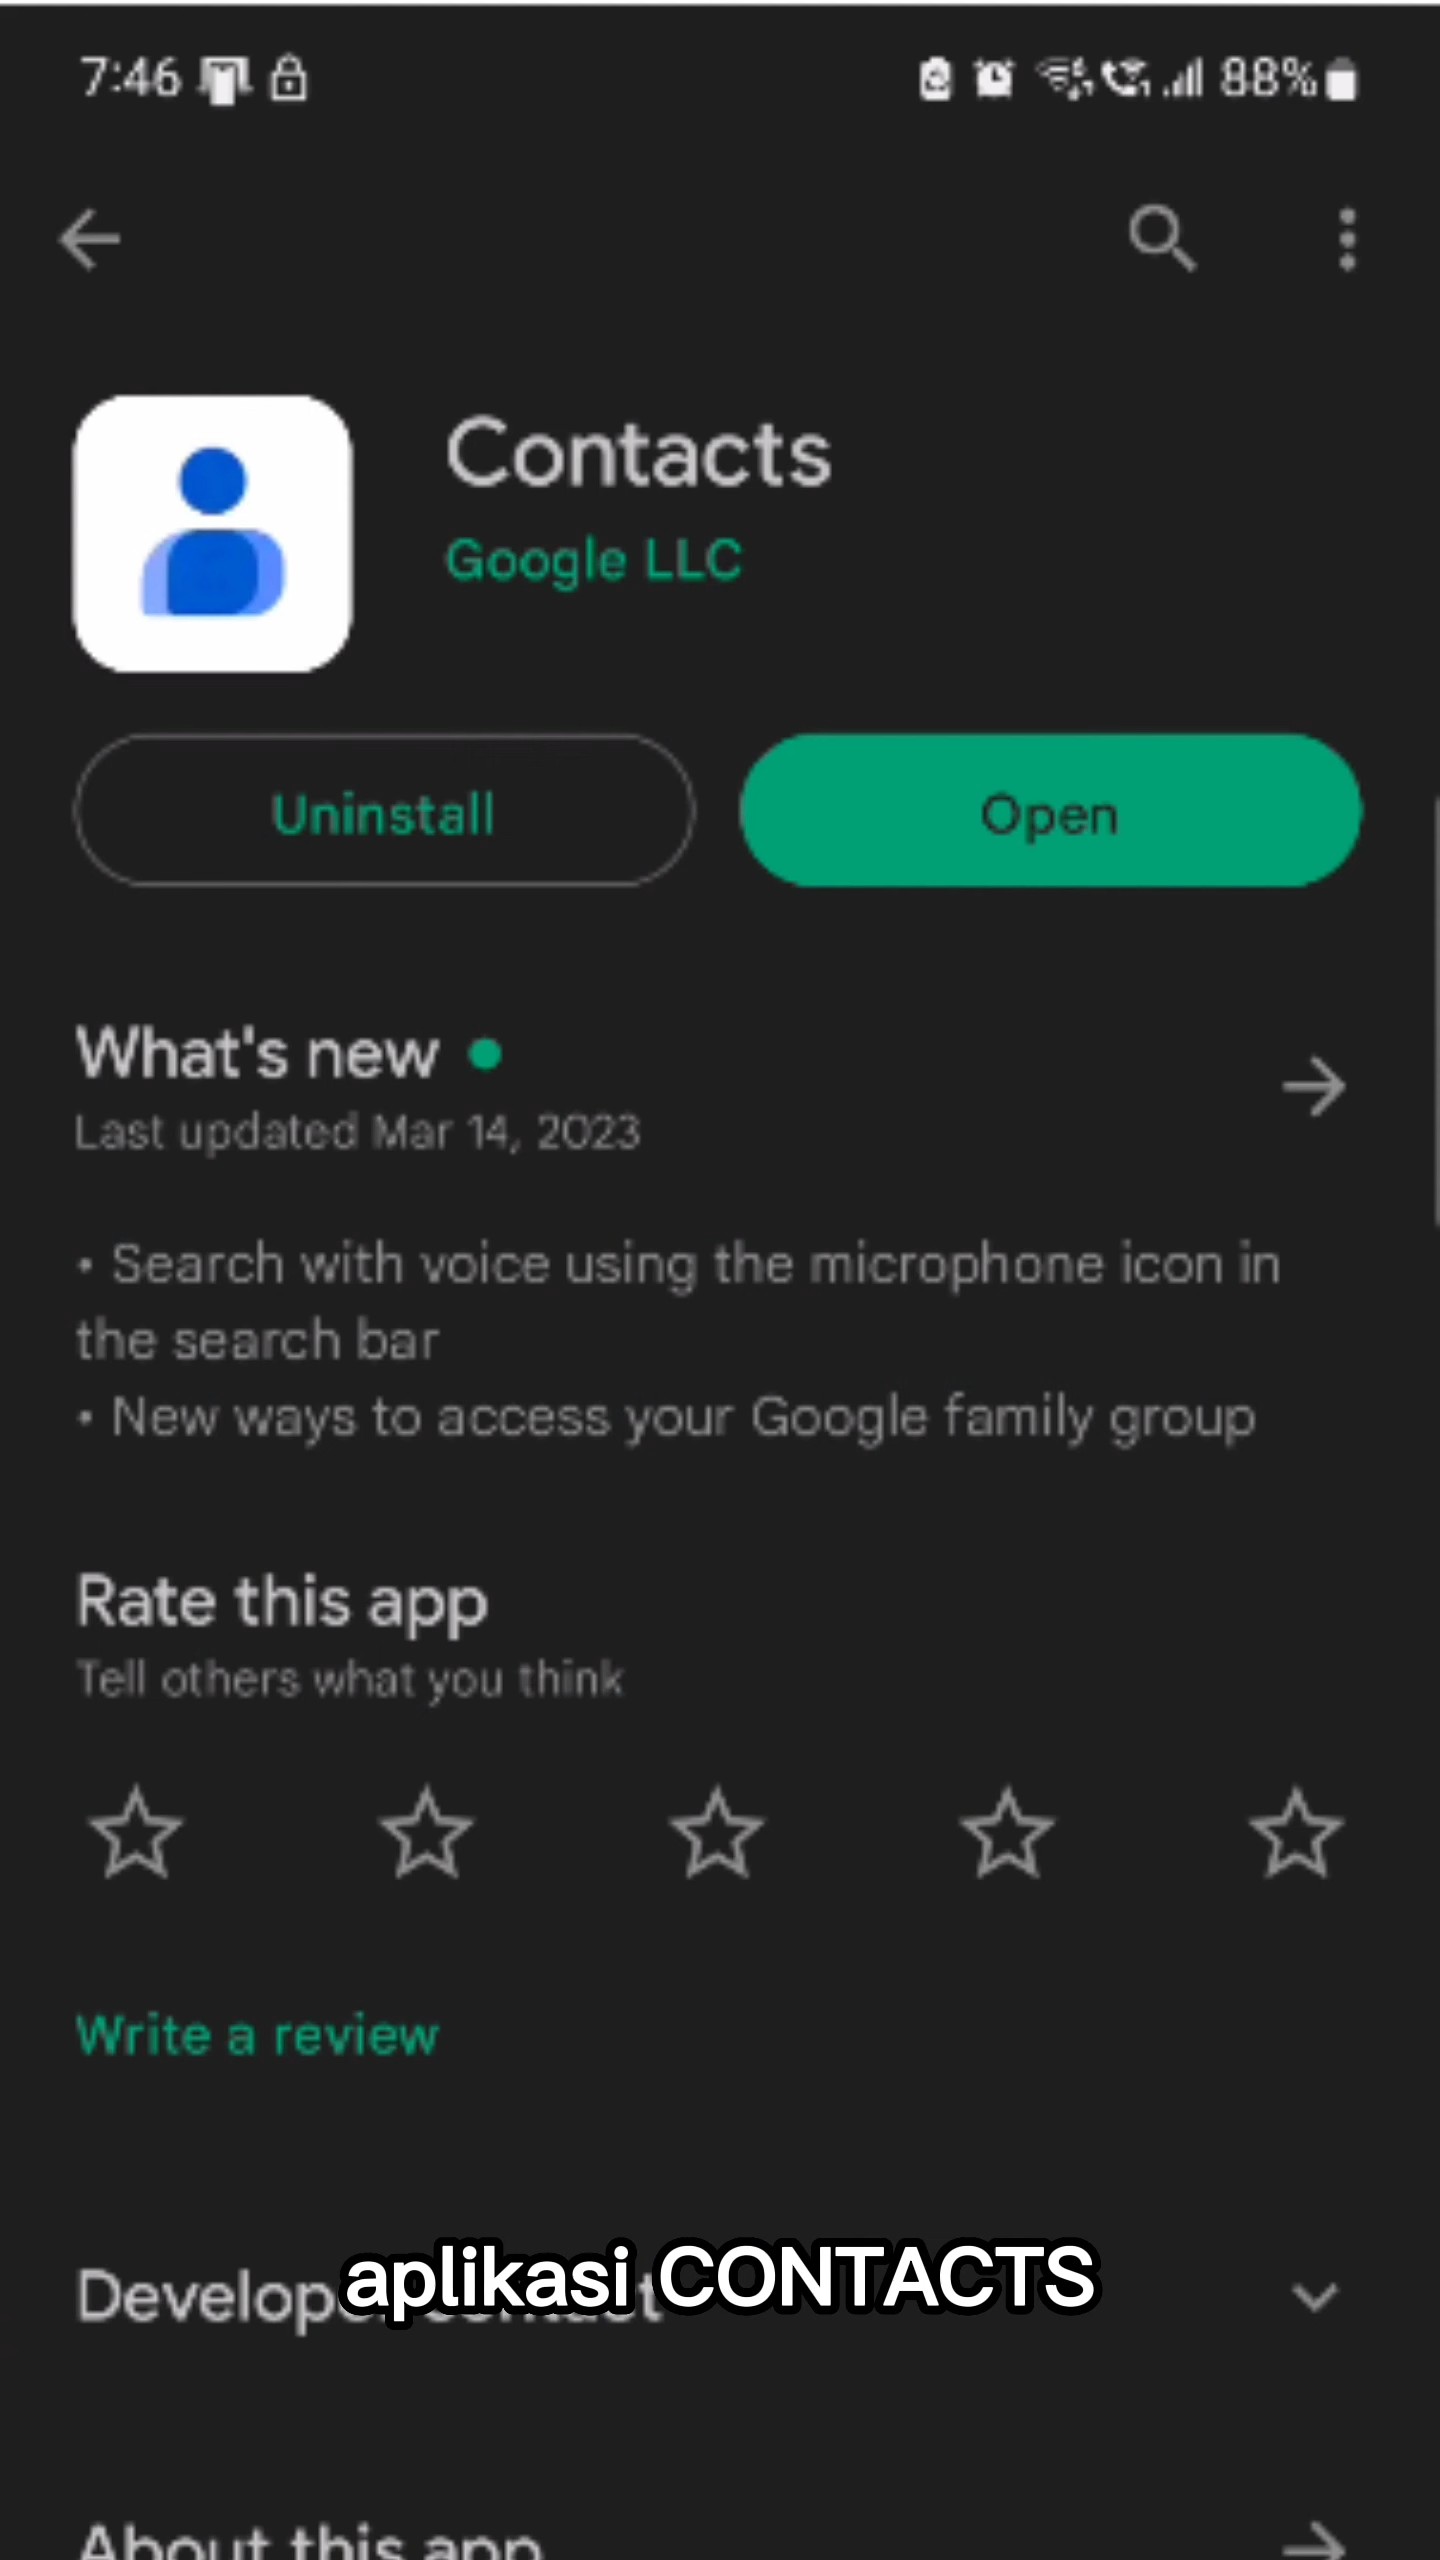 7:46
88%
Contacts
Google LLC
Uninstall
Open
What's new
Last updated Mar 14, 2023
• Search with voice using the microphone icon in
the search bar
• New ways to access your Google family group
Rate this app
Tell others what you think
Write a review
Developer contact
aplikasi CONTACTS
About this app